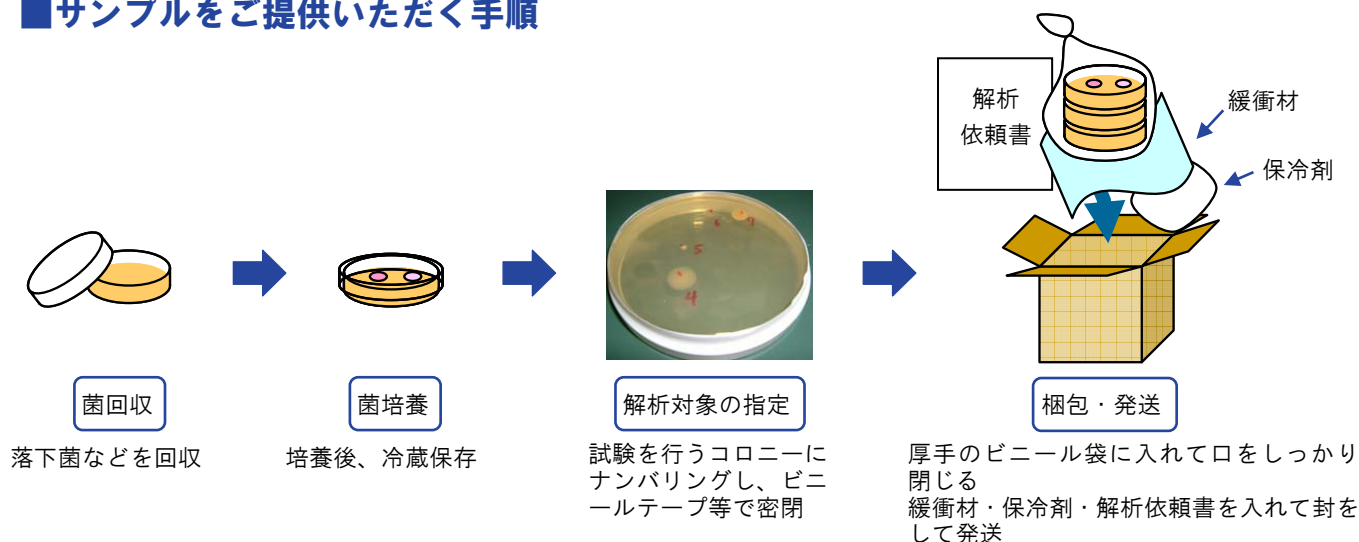 ■サンプルをご提供いただく手順
解析
依頼書
緩衝材
保冷剤
6
9
5
4
菌回収
菌培養
解析対象の指定
梱包・発送
落下菌などを回収
培養後、冷蔵保存
試験を行うコロニーに
ナンバリングし、ビニ
ールテープ等で密閉
厚手のビニール袋に入れて口をしっかり
閉じる
緩衝材・保冷剤・解析依頼書を入れて封を
して発送